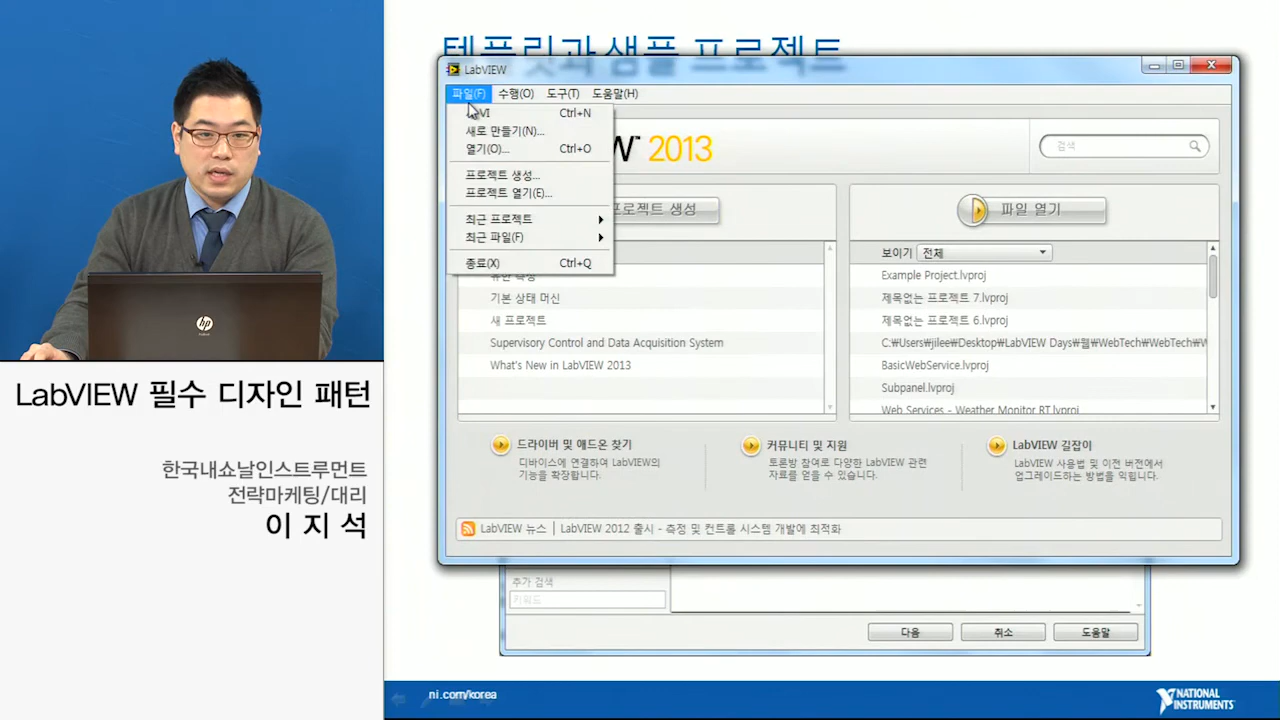 템플릿과 샘플 프로젝트
LabVIEW
파일(F) 수행(O) 도구(T) 도움말(H)
VI Ctrl+N
새로 만들기(N)...
열기(O)... Ctrl+O
프로젝트 생성...
프로젝트 열기(E)...
최근 프로젝트
최근 파일(F)
종료(X) Ctrl+Q
W™ 2013
검색
프로젝트 생성
파일 열기
보이기 전체
유한 측정
기본 상태 머신
새 프로젝트
Supervisory Control and Data Acquisition System
What's New in LabVIEW 2013
Example Project.lvproj
제목없는 프로젝트 7.lvproj
제목없는 프로젝트 6.lvproj
C:₩Users₩jilee₩Desktop₩LabVIEW Days₩웹₩WebTech₩WebTech₩W
BasicWebService.lvproj
Subpanel.lvproj
Web Services - Weather Monitor RT.lvproj
드라이버 및 애드온 찾기
디바이스에 연결하여 LabVIEW의
기능을 확장합니다.
커뮤니티 및 지원
토론방 참여로 다양한 LabVIEW 관련
자료를 얻을 수 있습니다.
LabVIEW 길잡이
LabVIEW 사용법 및 이전 버전에서
업그레이드하는 방법을 익힙니다.
LabVIEW 뉴스 | LabVIEW 2012 출시 - 측정 및 컨트롤 시스템 개발에 최적화
추가 검색
키워드
다음 취소 도움말
hp
LabVIEW 필수 디자인 패턴
한국내쇼날인스트루먼트
전략마케팅/대리
이 지 석
ni.com/korea
NATIONAL
INSTRUMENTS